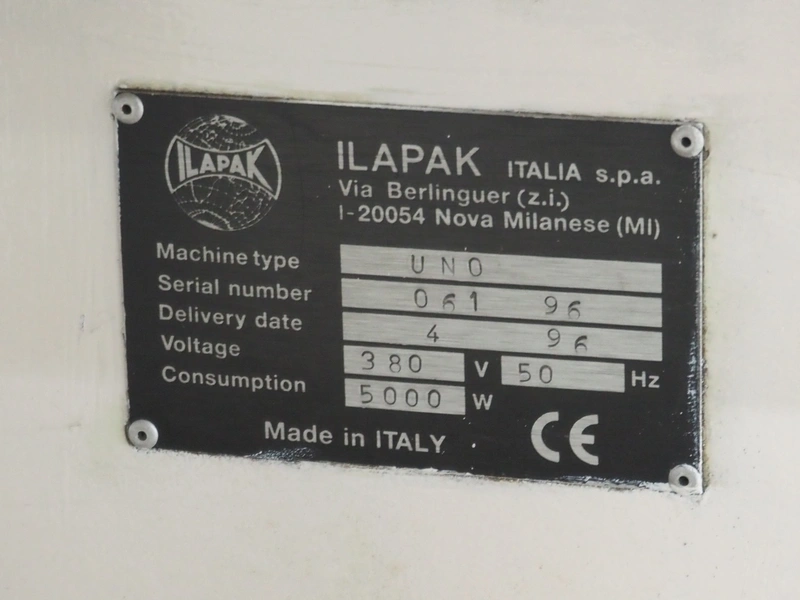 ILAPAK
ILAPAK ITALIA s.p.a.
Via Berlinguer (z.i.)
I-20054 Nova Milanese (MI)
Machine type UNO
Serial number 061 96
Delivery date 4 96
Voltage 380 V 50 Hz
Consumption 5000 W
Made in ITALY CE